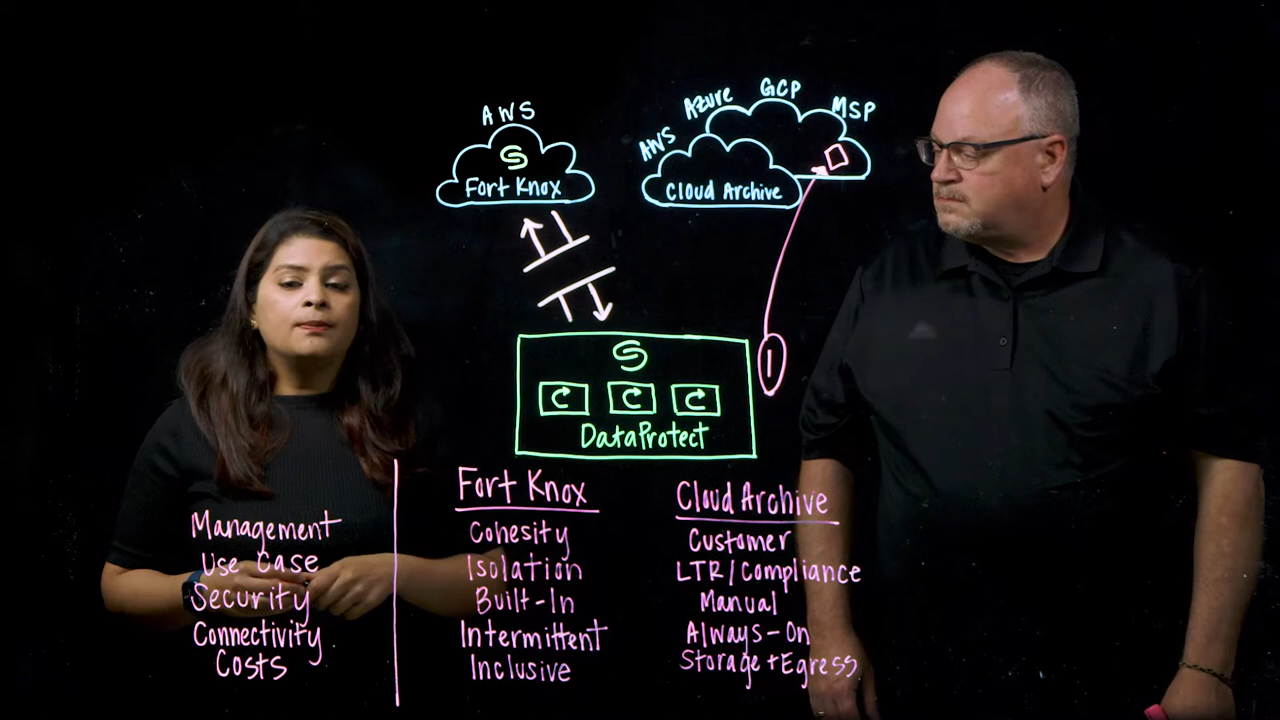 AWS
Fort Knox
AWS
Azure
GCP
MSP
Cloud Archive
DataProtect
Fort Knox
Cloud Archive
Management
Cohesity
Customer
Use Case
Isolation
LTR/Compliance
Security
Built-In
Manual
Connectivity
Intermittent
Always-On
Costs
Inclusive
Storage+Egress